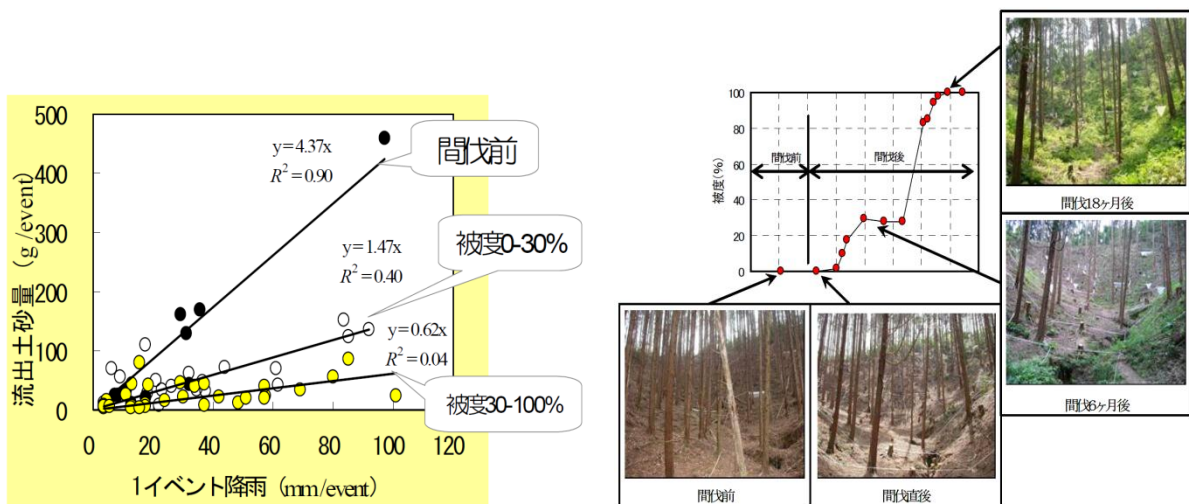 500
400
300
200
100
0
流出土砂量 (g /event)
0
20
40
60
80
100
120
1イベント降雨 (mm/event)
y=4.37x
R² = 0.90
間伐前
y=1.47x
R² = 0.40
被度0-30%
y=0.62x
R² = 0.04
被度30-100%
100
80
60
40
20
0
被度(%)
間伐前
間伐後
間伐18ヶ月後
間伐6ヶ月後
間伐前
間伐直後